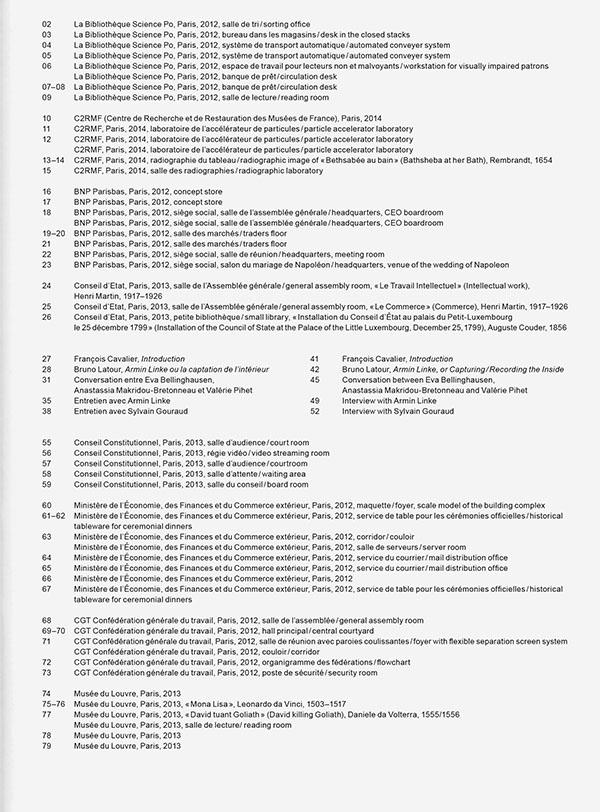 02 La Bibliothèque Science Po, Paris, 2012, salle de tri / sorting office
03 La Bibliothèque Science Po, Paris, 2012, bureau dans les magasins / desk in the closed stacks
04 La Bibliothèque Science Po, Paris, 2012, système de transport automatique / automated conveyer system
05 La Bibliothèque Science Po, Paris, 2012, système de transport automatique / automated conveyer system
06 La Bibliothèque Science Po, Paris, 2012, espace de travail pour lecteurs non et malvoyants / workstation for visually impaired patrons
La Bibliothèque Science Po, Paris, 2012, banque de prêt / circulation desk
07–08 La Bibliothèque Science Po, Paris, 2012, banque de prêt / circulation desk
09 La Bibliothèque Science Po, Paris, 2012, salle de lecture / reading room
10 C2RMF (Centre de Recherche et de Restauration des Musées de France), Paris, 2014
11 C2RMF, Paris, 2014, laboratoire de l'accélérateur de particules / particle accelerator laboratory
12 C2RMF, Paris, 2014, laboratoire de l'accélérateur de particules / particle accelerator laboratory
C2RMF, Paris, 2014, laboratoire de l'accélérateur de particules / particle accelerator laboratory
13–14 C2RMF, Paris, 2014, radiographie du tableau / radiographic image of « Bethsabée au bain » (Bathsheba at her Bath), Rembrandt, 1654
15 C2RMF, Paris, 2014, salle des radiographies / radiographic laboratory
16 BNP Parisbas, Paris, 2012, concept store
17 BNP Parisbas, Paris, 2012, concept store
18 BNP Parisbas, Paris, 2012, siège social, salle de l'assemblée générale / headquarters, CEO boardroom
BNP Parisbas, Paris, 2012, siège social, salle de l'assemblée générale / headquarters, CEO boardroom
19–20 BNP Parisbas, Paris, 2012, salle des marchés / traders floor
21 BNP Parisbas, Paris, 2012, salle des marchés / traders floor
22 BNP Parisbas, Paris, 2012, siège social, salle de réunion / headquarters, meeting room
23 BNP Parisbas, Paris, 2012, siège social, salon du mariage de Napoléon / headquarters, venue of the wedding of Napoleon
24 Conseil d'Etat, Paris, 2013, salle de l'Assemblée générale / general assembly room, « Le Travail Intellectuel » (Intellectual work),
Henri Martin, 1917–1926
25 Conseil d'Etat, Paris, 2013, salle de l'Assemblée générale / general assembly room, « Le Commerce » (Commerce), Henri Martin, 1917–1926
26 Conseil d'Etat, Paris, 2013, petite bibliothèque / small library, « Installation du Conseil d'État au palais du Petit-Luxembourg
le 25 décembre 1799 » (Installation of the Council of State at the Palace of the Little Luxembourg, December 25, 1799), Auguste Couder, 1856
27 François Cavalier, Introduction
28 Bruno Latour, Armin Linke ou la captation de l'intérieur
31 Conversation entre Eva Bellinghausen,
Anastassia Makridou-Bretonneau et Valérie Pihet
35 Entretien avec Armin Linke
38 Entretien avec Sylvain Gouraud
41 François Cavalier, Introduction
42 Bruno Latour, Armin Linke, or Capturing / Recording the Inside
45 Conversation between Eva Bellinghausen,
Anastassia Makridou-Bretonneau and Valérie Pihet
49 Interview with Armin Linke
52 Interview with Sylvain Gouraud
55 Conseil Constitutionnel, Paris, 2013, salle d'audience / court room
56 Conseil Constitutionnel, Paris, 2013, régie vidéo / video streaming room
57 Conseil Constitutionnel, Paris, 2013, salle d'audience / courtroom
58 Conseil Constitutionnel, Paris, 2013, salle d'attente / waiting area
59 Conseil Constitutionnel, Paris, 2013, salle du conseil / board room
60 Ministère de l'Économie, des Finances et du Commerce extérieur, Paris, 2012, maquette / foyer, scale model of the building complex
61–62 Ministère de l'Économie, des Finances et du Commerce extérieur, Paris, 2012, service de table pour les cérémonies officielles / historical
tableware for ceremonial dinners
63 Ministère de l'Économie, des Finances et du Commerce extérieur, Paris, 2012, corridor / couloir
Ministère de l'Économie, des Finances et du Commerce extérieur, Paris, 2012, salle de serveurs / server room
64 Ministère de l'Économie, des Finances et du Commerce extérieur, Paris, 2012, service du courrier / mail distribution office
65 Ministère de l'Économie, des Finances et du Commerce extérieur, Paris, 2012, service du courrier / mail distribution office
66 Ministère de l'Économie, des Finances et du Commerce extérieur, Paris, 2012
67 Ministère de l'Économie, des Finances et du Commerce extérieur, Paris, 2012, service de table pour les cérémonies officielles / historical
tableware for ceremonial dinners
68 CGT Confédération générale du travail, Paris, 2012, salle de l'assemblée / general assembly room
69–70 CGT Confédération générale du travail, Paris, 2012, hall principal / central courtyard
71 CGT Confédération générale du travail, Paris, 2012, salle de réunion avec paroies coulissantes / foyer with flexible separation screen system
CGT Confédération générale du travail, Paris, 2012, couloir / corridor
72 CGT Confédération générale du travail, Paris, 2012, organigramme des fédérations / flowchart
73 CGT Confédération générale du travail, Paris, 2012, poste de sécurité / security room
74 Musée du Louvre, Paris, 2013
75–76 Musée du Louvre, Paris, 2013, « Mona Lisa », Leonardo da Vinci, 1503–1517
77 Musée du Louvre, Paris, 2013, « David tuant Goliath » (David killing Goliath), Daniele da Volterra, 1555/1556
Musée du Louvre, Paris, 2013, salle de lecture / reading room
78 Musée du Louvre, Paris, 2013
79 Musée du Louvre, Paris, 2013